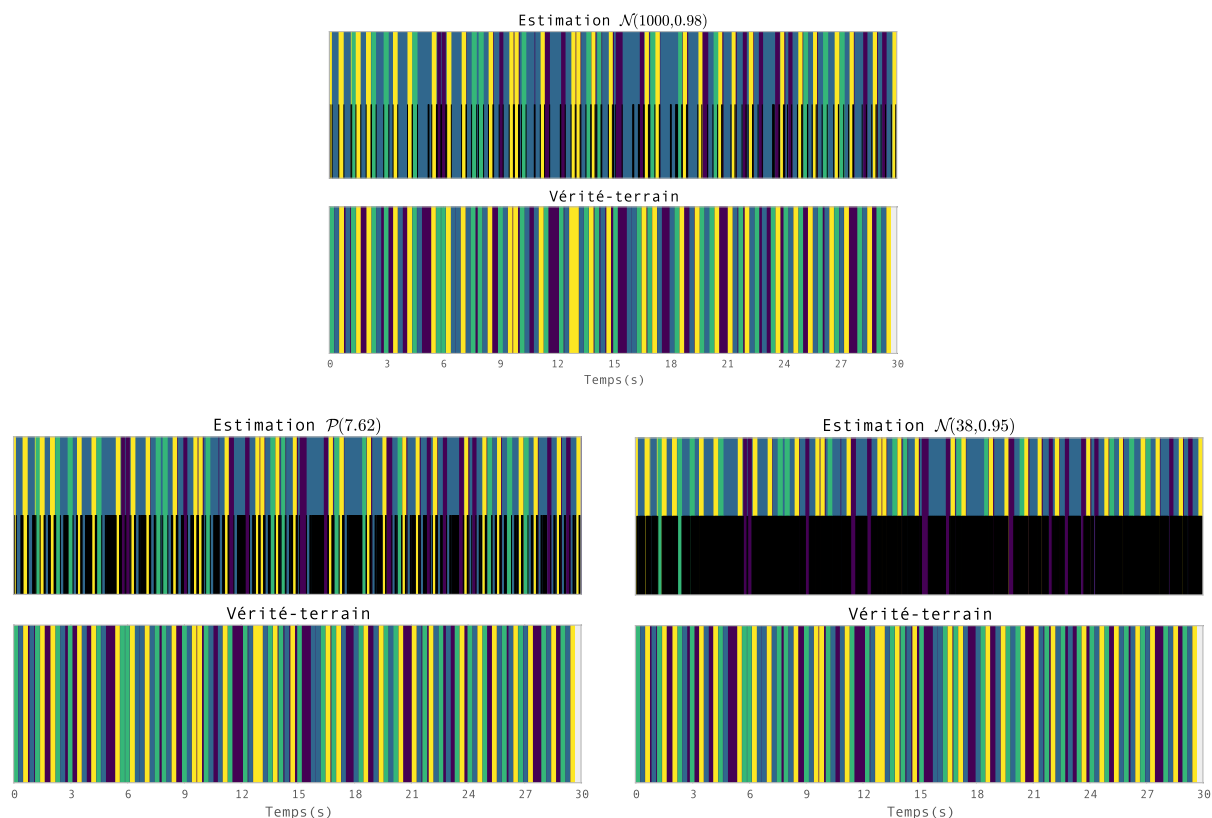 Estimation 𝒩(1000,0.98)
Vérité-terrain
0 3 6 9 12 15 18 21 24 27 30
Temps(s)
Estimation 𝒫(7.62)
Vérité-terrain
0 3 6 9 12 15 18 21 24 27 30
Temps(s)
Estimation 𝒩(38,0.95)
Vérité-terrain
0 3 6 9 12 15 18 21 24 27 30
Temps(s)